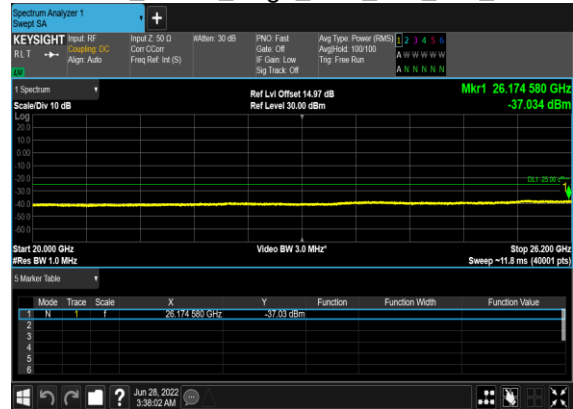 Spectrum Analyzer 1
Swept SA
+
KEYSIGHT Input: RF Input Z: 50 Ω #Atten: 30 dB PNO: Fast Avg Type: Power (RMS) 1 2 3 4 5 6
RLT Coupling: DC Corr CCorr Gate: Off Avg|Hold: 100/100 A W W W W W
Align: Auto Freq Ref: Int (S) IF Gain: Low Trig: Free Run
Sig Track: Off A N N N N N
1 Spectrum Ref Lvl Offset 14.97 dB Mkr1 26.174 580 GHz
Scale/Div 10 dB Ref Level 30.00 dBm -37.034 dBm
Log
20.0
10.0
0.00
-10.0
-20.0
DL1 -25.00
-30.0
1
-40.0
-50.0
-60.0
Start 20.000 GHz Video BW 3.0 MHz* Stop 26.200 GHz
#Res BW 1.0 MHz Sweep ~11.8 ms (40001 pts)
5 Marker Table
Mode Trace Scale X Y Function Function Width Function Value
1 N 1 f 26.174 580 GHz -37.03 dBm
2
3
4
5
6
? Jun 28, 2022
3:38:02 AM